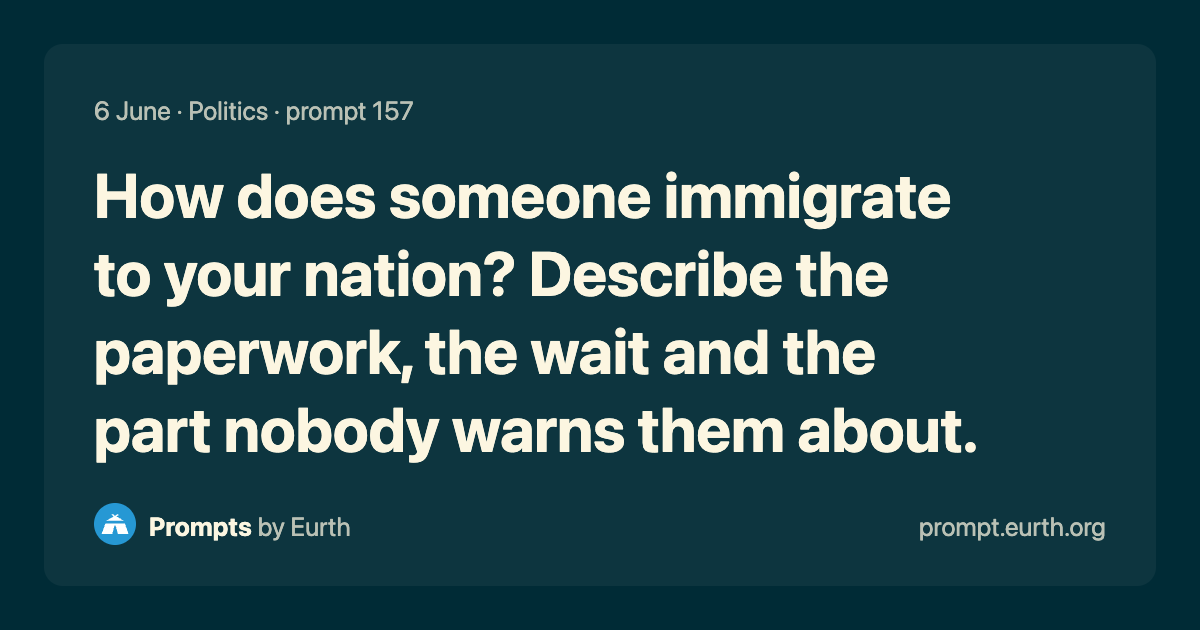 6 June · Politics · prompt 157
How does someone immigrate
to your nation? Describe the
paperwork, the wait and the
part nobody warns them about.
Prompts by Eurth
prompt.eurth.org